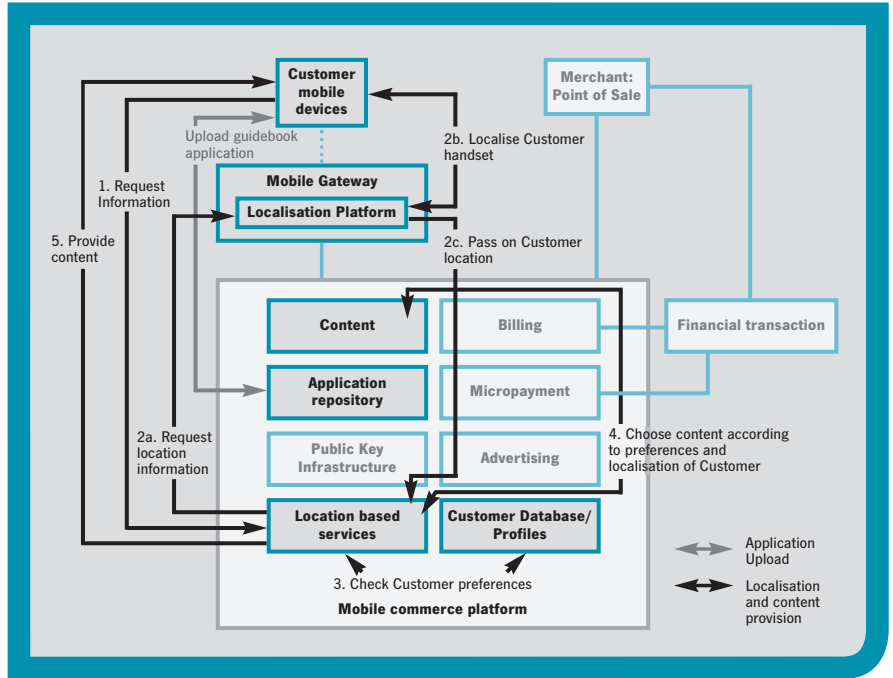 Customer
mobile
devices
Merchant:
Point of Sale
Upload guidebook
application
2b. Localise Customer
handset
1. Request
Information
Mobile Gateway
Localisation Platform
5. Provide
content
2c. Pass on Customer
location
Content
Billing
Financial transaction
Application
repository
Micropayment
2a. Request
location
information
Public Key
Infrastructure
Advertising
4. Choose content according
to preferences and
localisation of Customer
Location based
services
Customer Database/
Profiles
3. Check Customer preferences
Mobile commerce platform
Application
Upload
Localisation
and content
provision